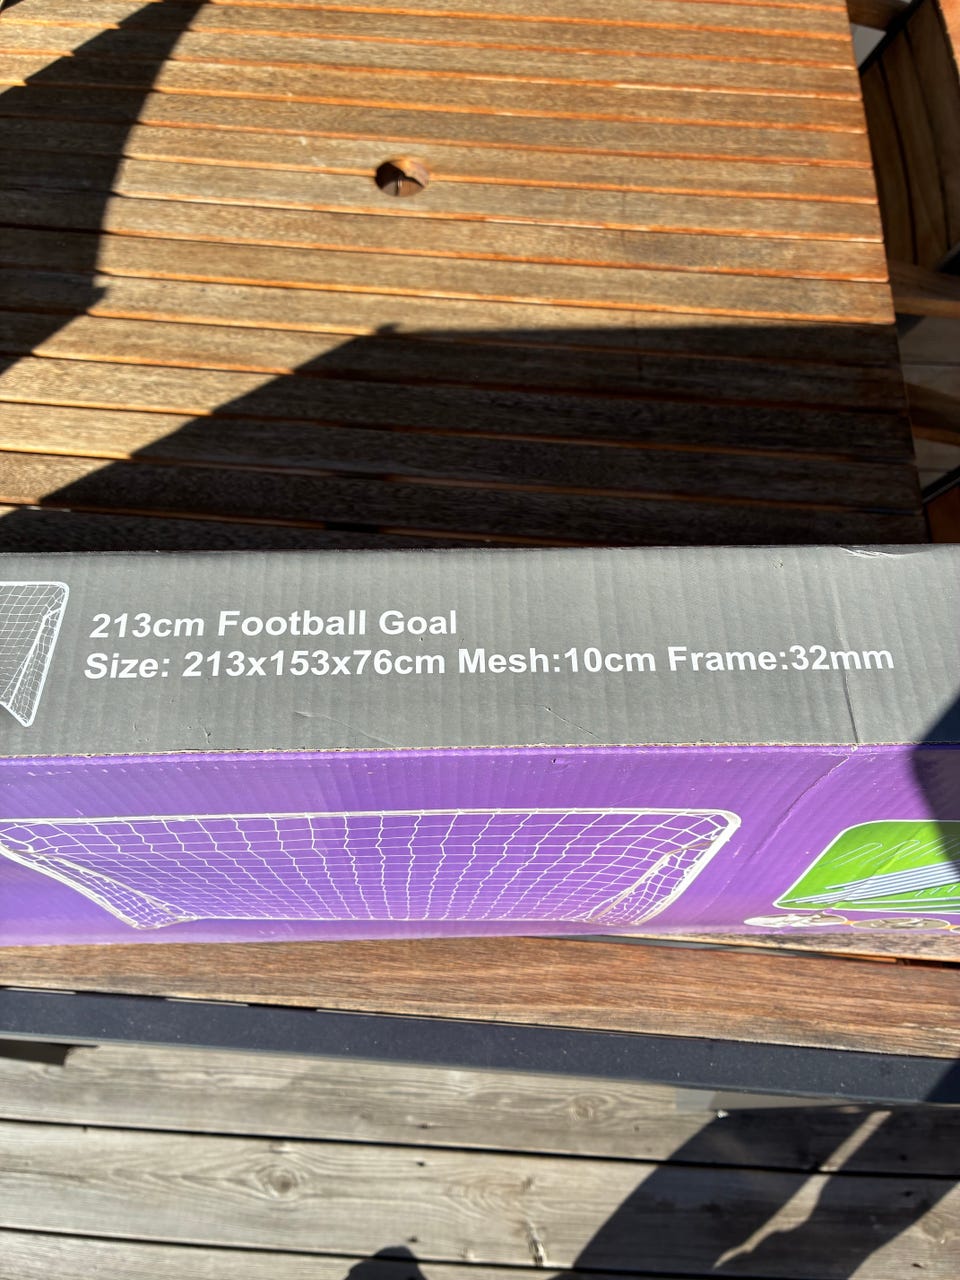 213cm Football Goal
Size: 213x153x76cm Mesh:10cm Frame:32mm